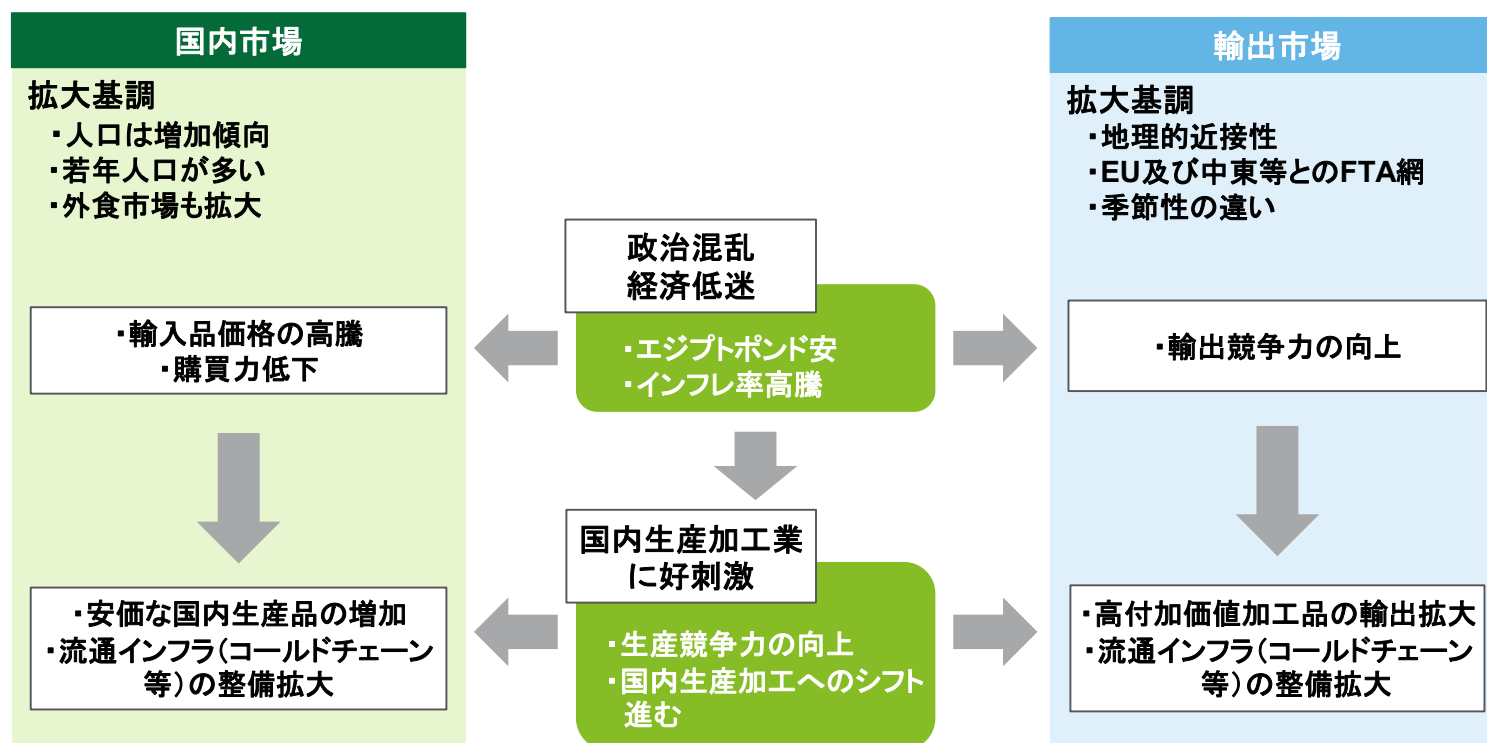 国内市場
拡大基調
・人口は増加傾向
・若年人口が多い
・外食市場も拡大
・輸入品価格の高騰
・購買力低下
・安価な国内生産品の増加
・流通インフラ(コールドチェーン
等)の整備拡大
政治混乱
経済低迷
・エジプトポンド安
・インフレ率高騰
国内生産加工業
に好刺激
・生産競争力の向上
・国内生産加工へのシフト
進む
輸出市場
拡大基調
・地理的近接性
・EU及び中東等とのFTA網
・季節性の違い
・輸出競争力の向上
・高付加価値加工品の輸出拡大
・流通インフラ(コールドチェーン
等)の整備拡大